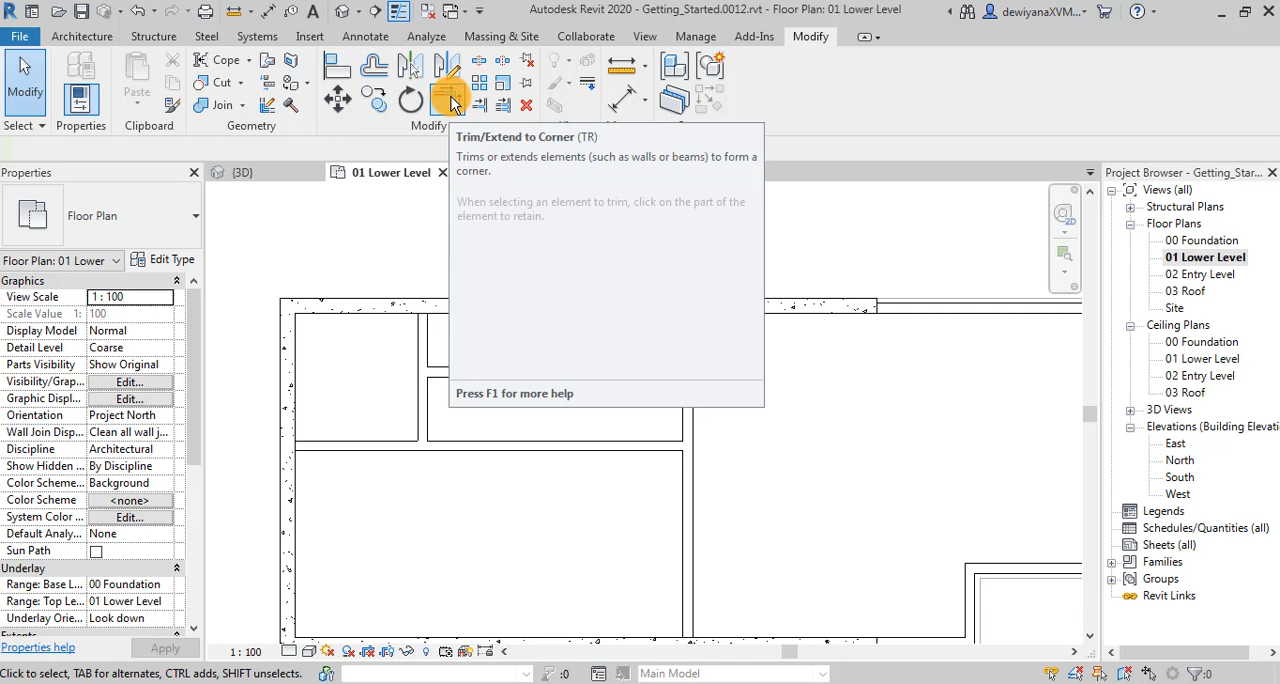 Autodesk Revit 2020 - Getting_Started.0012.rvt - Floor Plan: 01 Lower Level
dewiyanaXVM...
File Architecture Structure Steel Systems Insert Annotate Analyze Massing & Site Collaborate View Manage Add-Ins Modify
Modify
Paste
Cope
Cut
Join
Select Properties Clipboard Geometry Modify
Trim/Extend to Corner (TR)
Trims or extends elements (such as walls or beams) to form a
corner.
When selecting an element to trim, click on the part of the
element to retain.
Press F1 for more help
Properties
Floor Plan
Floor Plan: 01 Lower
Edit Type
Graphics
View Scale 1 : 100
Scale Value 1: 100
Display Model Normal
Detail Level Coarse
Parts Visibility Show Original
Visibility/Grap... Edit...
Graphic Displ... Edit...
Orientation Project North
Wall Join Disp... Clean all wall j...
Discipline Architectural
Show Hidden ... By Discipline
Color Scheme... Background
Color Scheme <none>
System Color ... Edit...
Default Analy... None
Sun Path
Underlay
Range: Base L... 00 Foundation
Range: Top Le... 01 Lower Level
Underlay Orie... Look down
Properties help
Apply
{3D}
01 Lower Level
2D
1 : 100
Project Browser - Getting_Star...
Views (all)
Structural Plans
Floor Plans
00 Foundation
01 Lower Level
02 Entry Level
03 Roof
Site
Ceiling Plans
00 Foundation
01 Lower Level
02 Entry Level
03 Roof
3D Views
Elevations (Building Elevati
East
North
South
West
Legends
Schedules/Quantities (all)
Sheets (all)
Families
Groups
Revit Links
Click to select, TAB for alternates, CTRL adds, SHIFT unselects.
:0
Main Model
:0